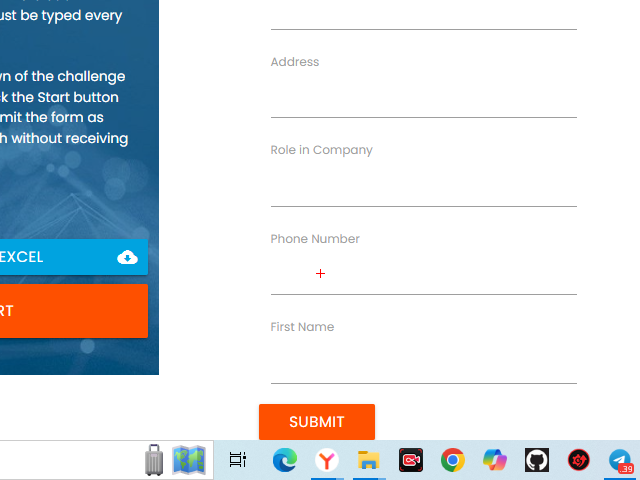 ust be typed every
n of the challenge
k the Start button
mit the form as
h without receiving
EXCEL
RT
Address
Role in Company
Phone Number
First Name
SUBMIT
39